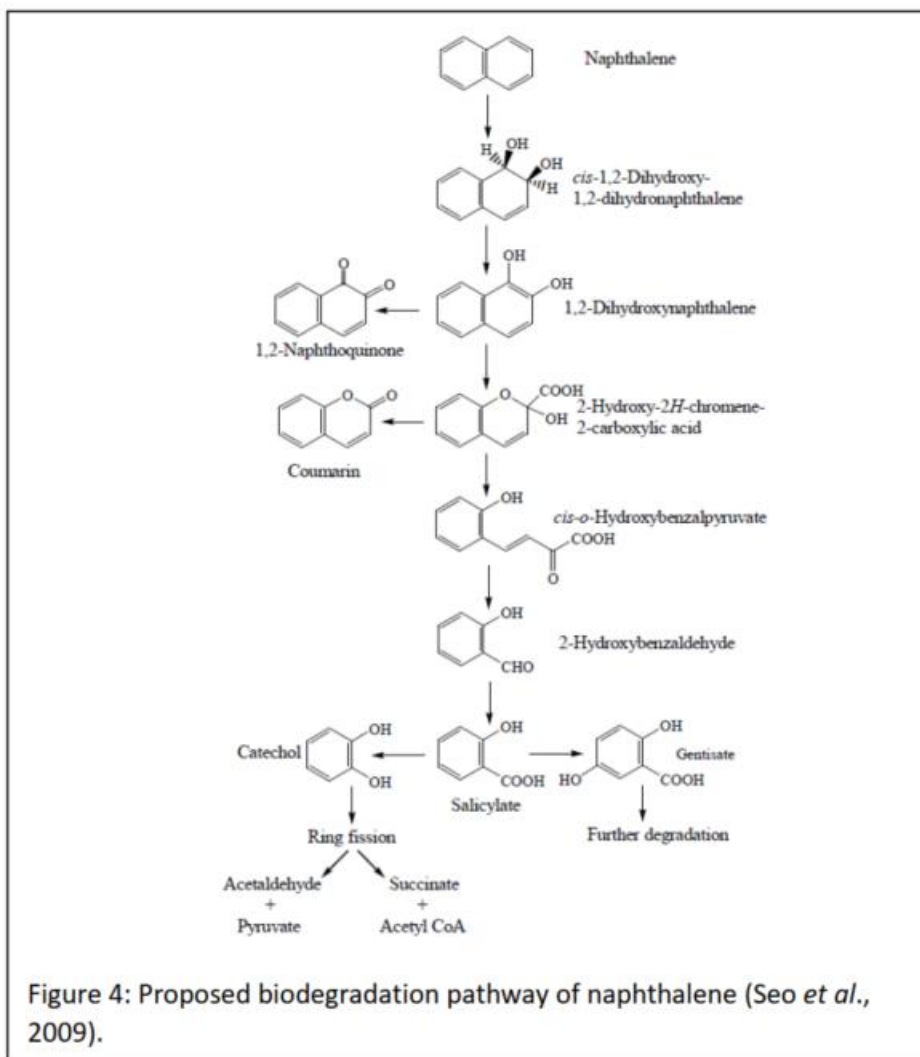 Naphthalene
H OH
OH
H
cis-1,2-Dihydroxy-
1,2-dihydronaphthalene
OH
OH
1,2-Dihydroxynaphthalene
O
O
1,2-Naphthoquinone
O COOH
OH
2-Hydroxy-2H-chromene-
2-carboxylic acid
O O
Coumarin
OH
COOH
O
cis-o-Hydroxybenzalpyruvate
OH
CHO
2-Hydroxybenzaldehyde
Catechol
OH
OH
OH
COOH
Salicylate
OH
HO
COOH
Gentisate
Ring fission
Further degradation
Acetaldehyde
+
Pyruvate
Succinate
+
Acetyl CoA
Figure 4: Proposed biodegradation pathway of naphthalene (Seo et al.,
2009).